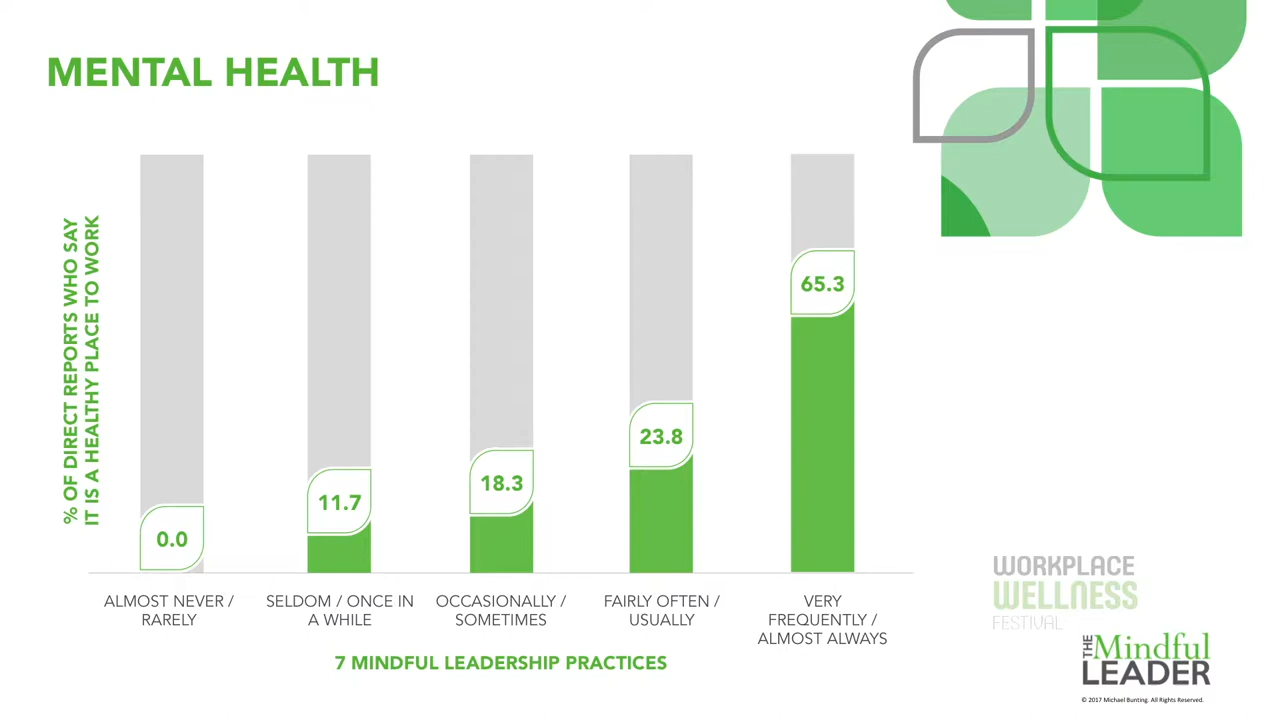 MENTAL HEALTH
% OF DIRECT REPORTS WHO SAY
IT IS A HEALTHY PLACE TO WORK
0.0
11.7
18.3
23.8
65.3
ALMOST NEVER /
RARELY
SELDOM / ONCE IN
A WHILE
OCCASIONALLY /
SOMETIMES
FAIRLY OFTEN /
USUALLY
VERY
FREQUENTLY /
ALMOST ALWAYS
7 MINDFUL LEADERSHIP PRACTICES
WORKPLACE
WELLNESS
FESTIVAL
THE Mindful
LEADER
© 2017 Michael Bunting. All Rights Reserved.